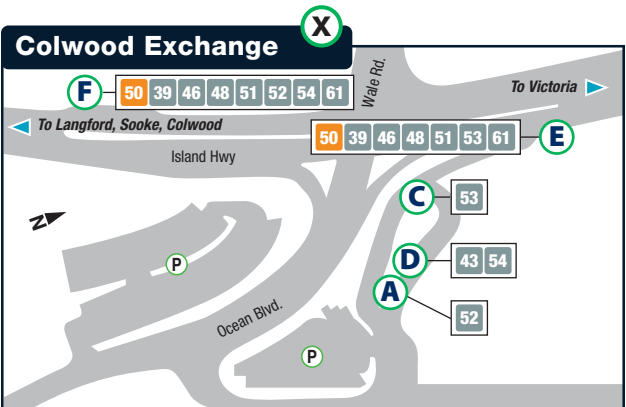 X
Colwood Exchange
F 50 39 46 48 51 52 54 61
Wale Rd.
To Victoria
To Langford, Sooke, Colwood
50 39 46 48 51 53 61 E
Island Hwy
C 53
N
P
D 43 54
A
52
Ocean Blvd.
P